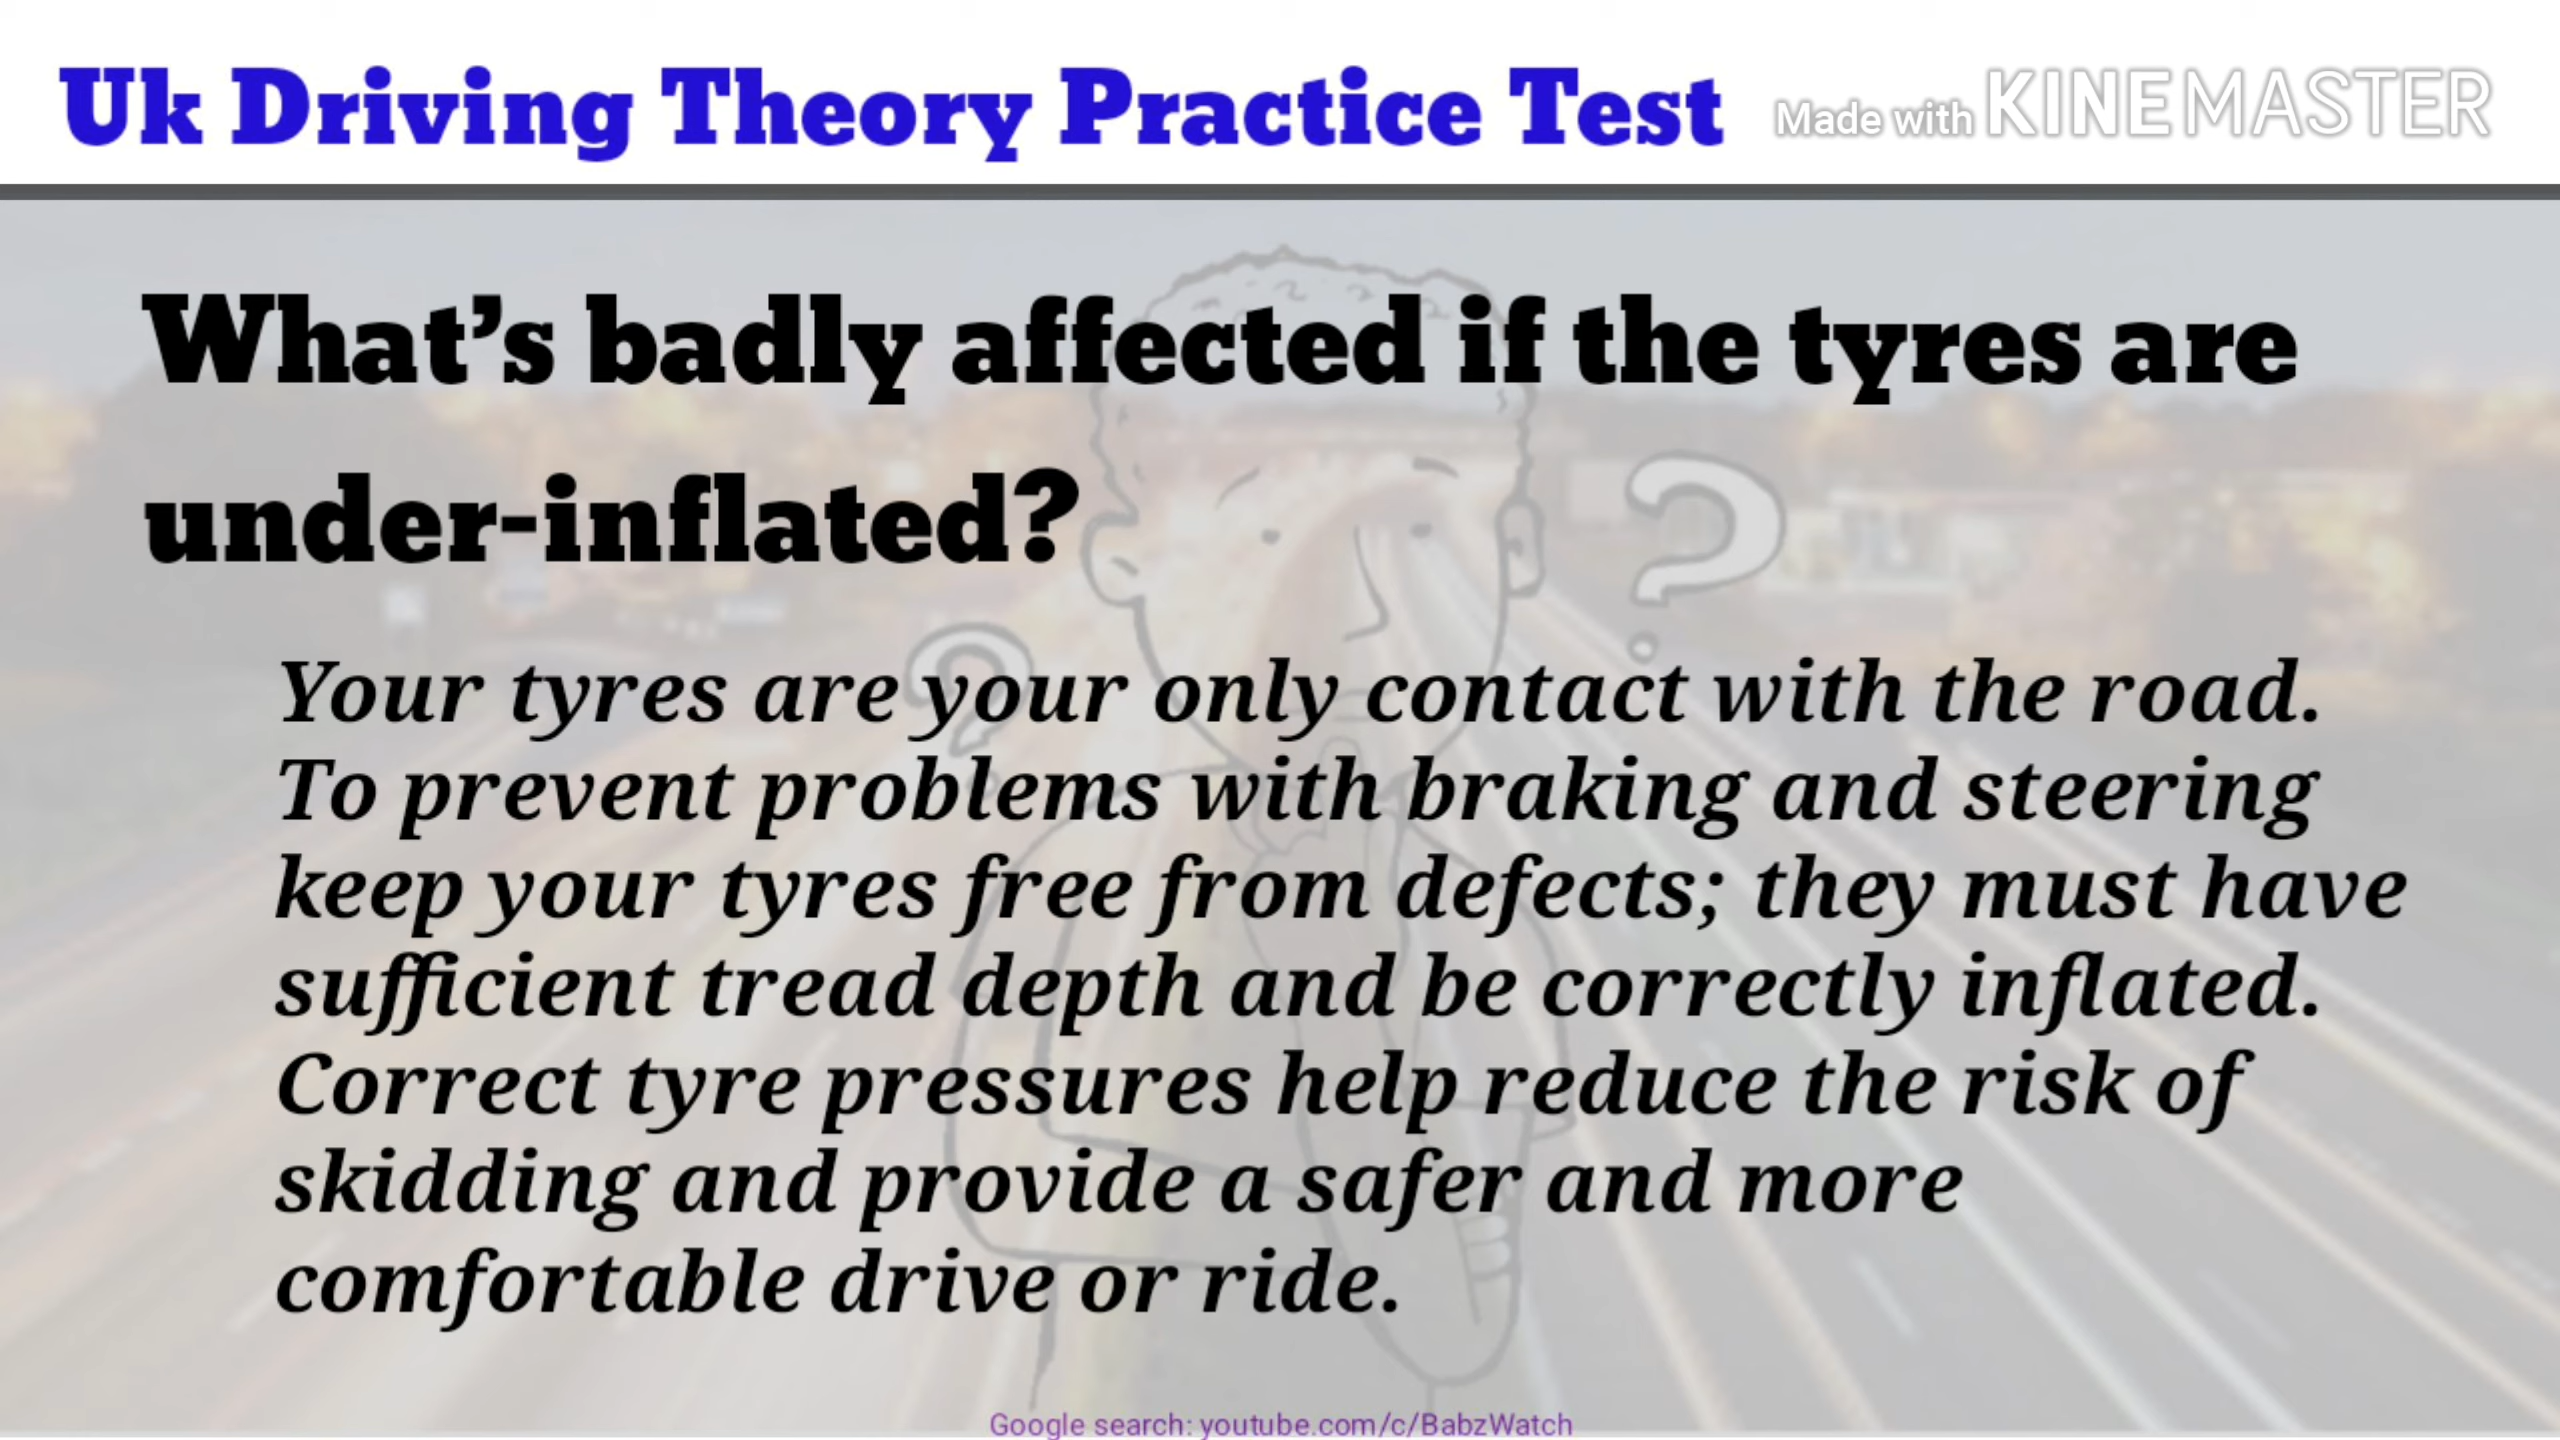 Uk Driving Theory Practice Test
Made with KINEMASTER
What's badly affected if the tyres are
under-inflated?
Your tyres are your only contact with the road.
To prevent problems with braking and steering
keep your tyres free from defects; they must have
sufficient tread depth and be correctly inflated.
Correct tyre pressures help reduce the risk of
skidding and provide a safer and more
comfortable drive or ride.
Google search: youtube.com/c/BabzWatch